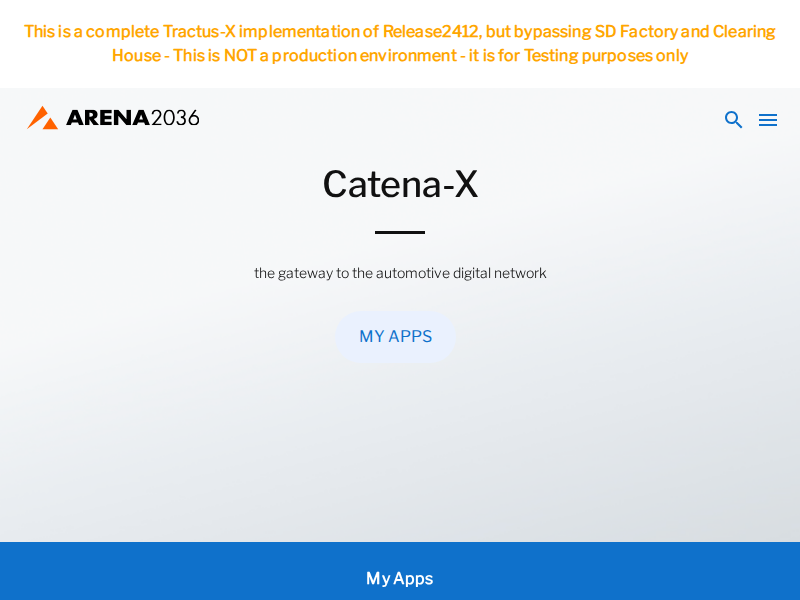 This is a complete Tractus-X implementation of Release2412, but bypassing SD Factory and Clearing
House - This is NOT a production environment - it is for Testing purposes only
ARENA2036
Catena-X
the gateway to the automotive digital network
MY APPS
My Apps